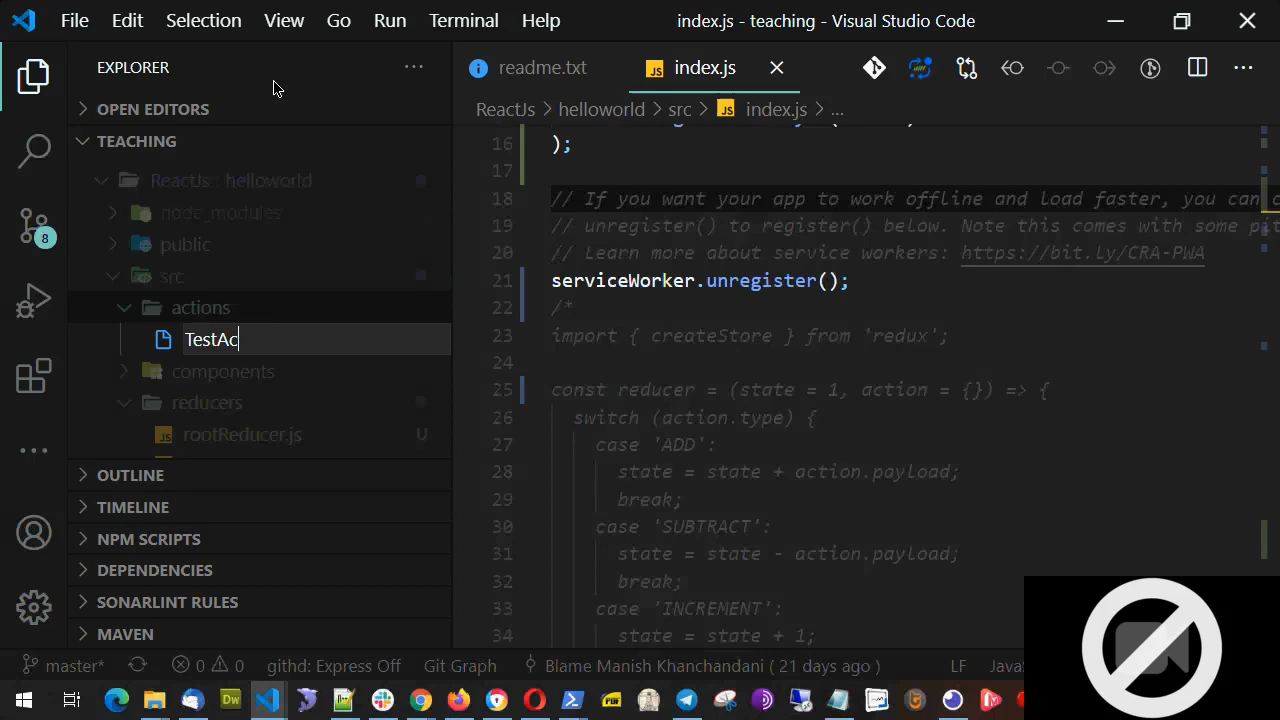 File Edit Selection View Go Run Terminal Help index.js - teaching - Visual Studio Code
EXPLORER
readme.txt
JS index.js
OPEN EDITORS
ReactJs > helloworld > src > JS index.js > ...
TEACHING
ReactJs helloworld
node_modules
public
src
actions
TestAc
components
reducers
JS rootReducer.js U
OUTLINE
TIMELINE
NPM SCRIPTS
DEPENDENCIES
SONARLINT RULES
MAVEN
8
16 );
17
18 // If you want your app to work offline and load faster, you can c
19 // unregister() to register() below. Note this comes with some pit
20 // Learn more about service workers: https://bit.ly/CRA-PWA
21 serviceWorker.unregister();
22 /*
23 import { createStore } from 'redux';
24
25 const reducer = (state = 1, action = {}) => {
26 switch (action.type) {
27 case 'ADD':
28 state = state + action.payload;
29 break;
30 case 'SUBTRACT':
31 state = state - action.payload;
32 break;
33 case 'INCREMENT':
34 state = state + 1;
master* 0 0 githd: Express Off Git Graph Blame Manish Khanchandani ( 21 days ago ) LF Java
Dw